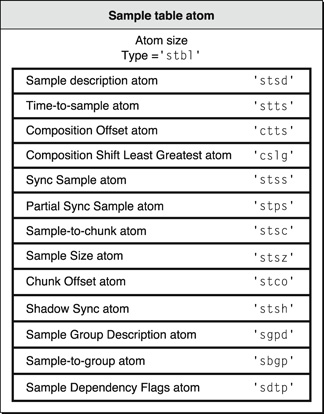 Sample table atom
Atom size
Type = 'stbl'
Sample description atom 'stsd'
Time-to-sample atom 'stts'
Composition Offset atom 'ctts'
Composition Shift Least Greatest atom 'cslg'
Sync Sample atom 'stss'
Partial Sync Sample atom 'stps'
Sample-to-chunk atom 'stsc'
Sample Size atom 'stsz'
Chunk Offset atom 'stco'
Shadow Sync atom 'stsh'
Sample Group Description atom 'sgpd'
Sample-to-group atom 'sbgp'
Sample Dependency Flags atom 'sdtp'